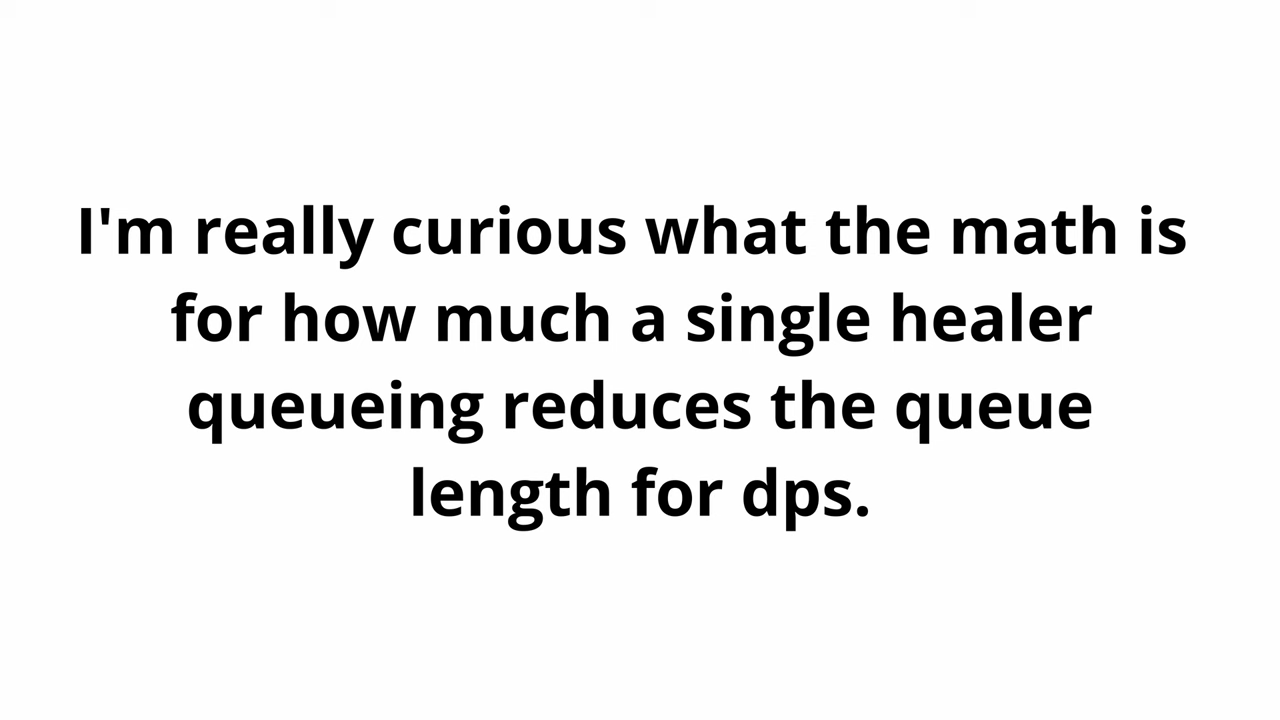 I'm really curious what the math is
for how much a single healer
queueing reduces the queue
length for dps.